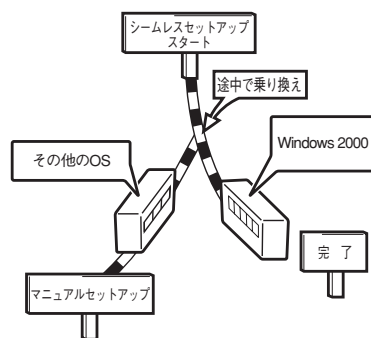 シームレスセットアップ
スタート
途中で乗り換え
その他のOS
Windows 2000
完 了
マニュアルセットアップ